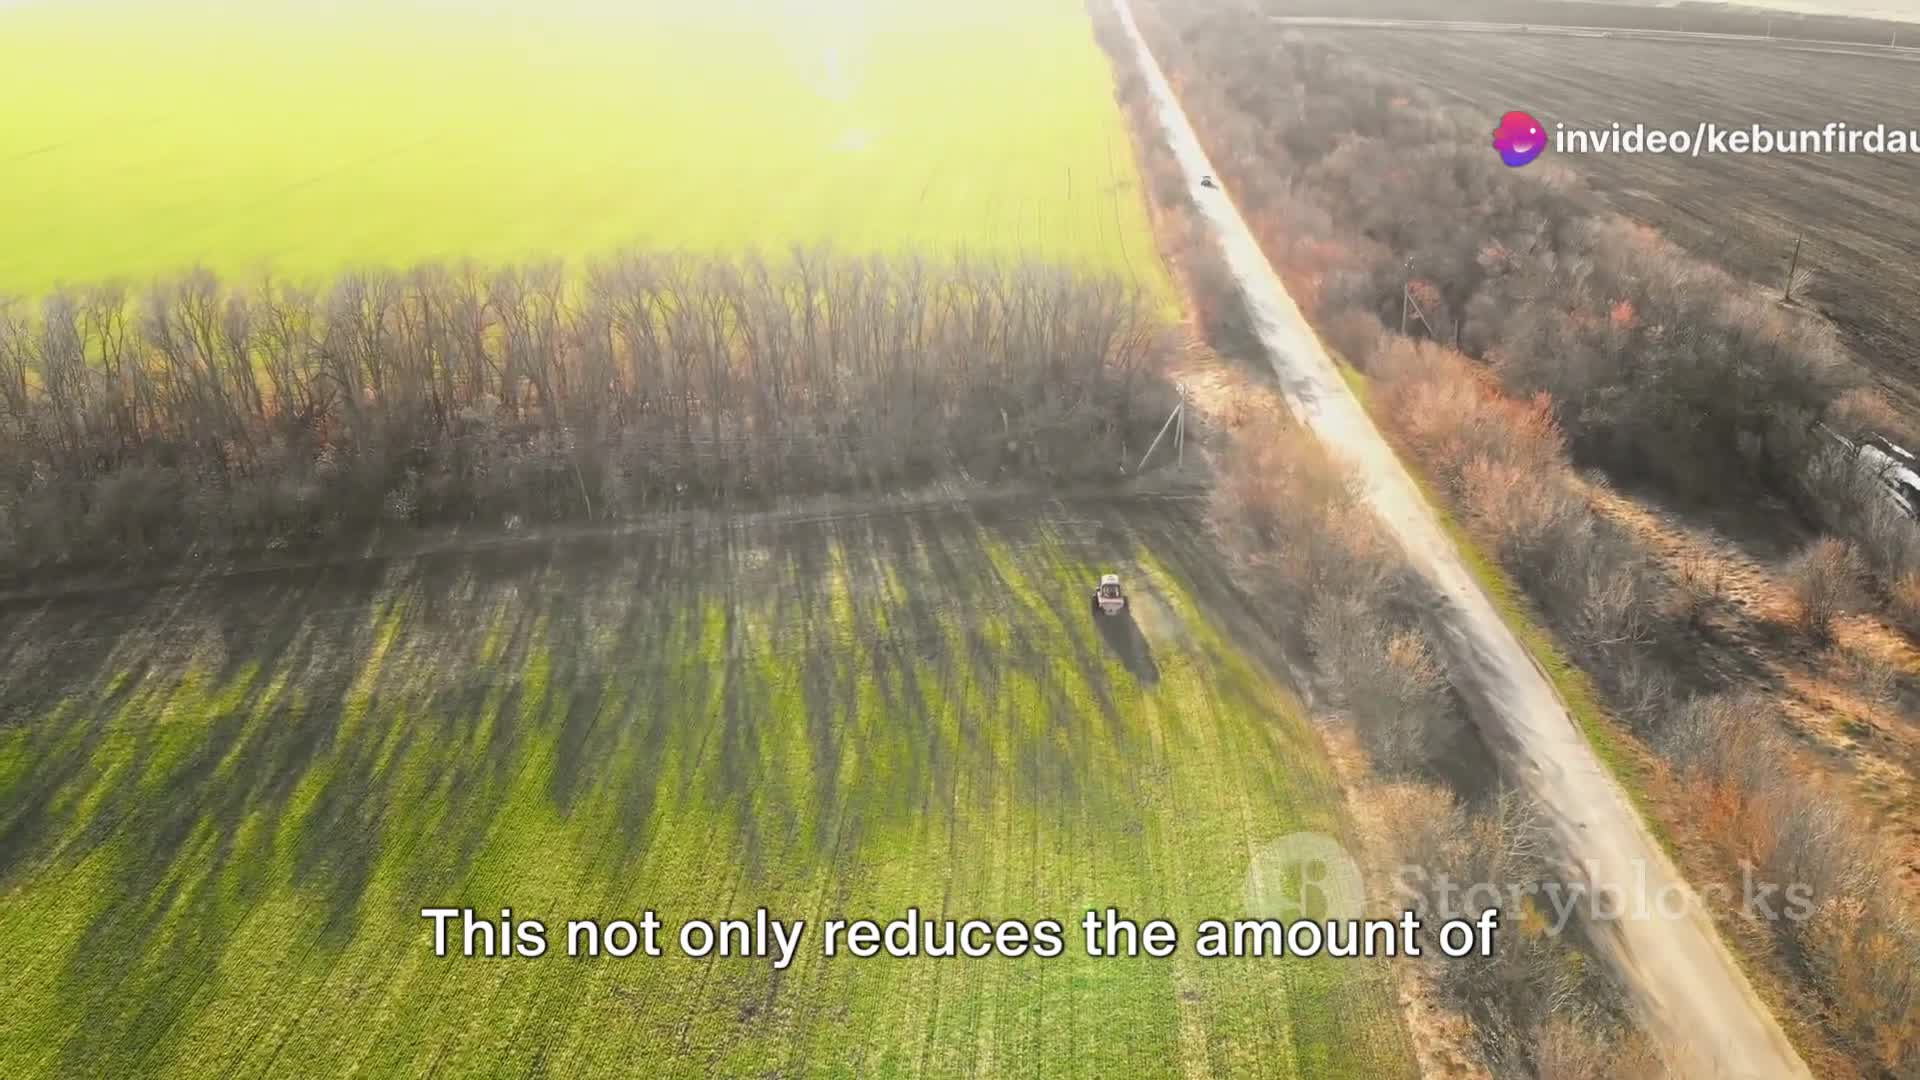 invideo/kebunfirdau
Storyblocks
This not only reduces the amount of